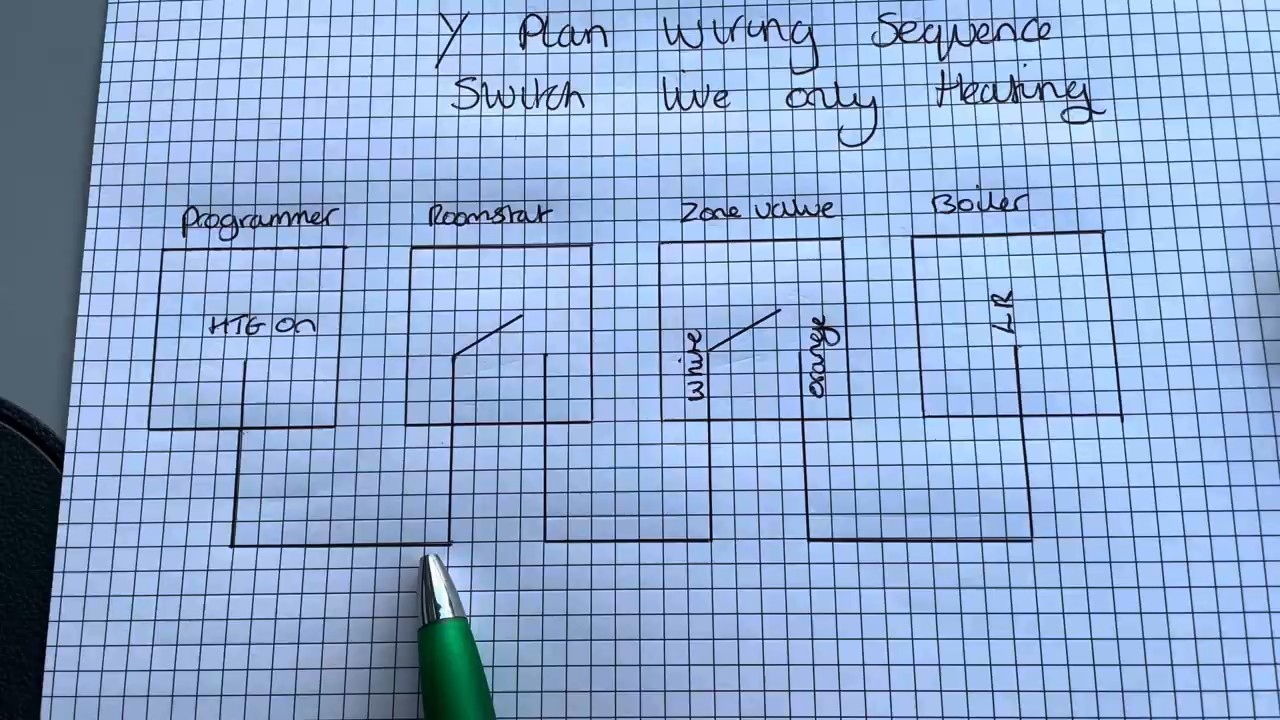 Y Plan Wiring Sequence
Switch live only Heating
Programmer Roomstat Zone valve Boiler
HTG On
White
Orange
LR